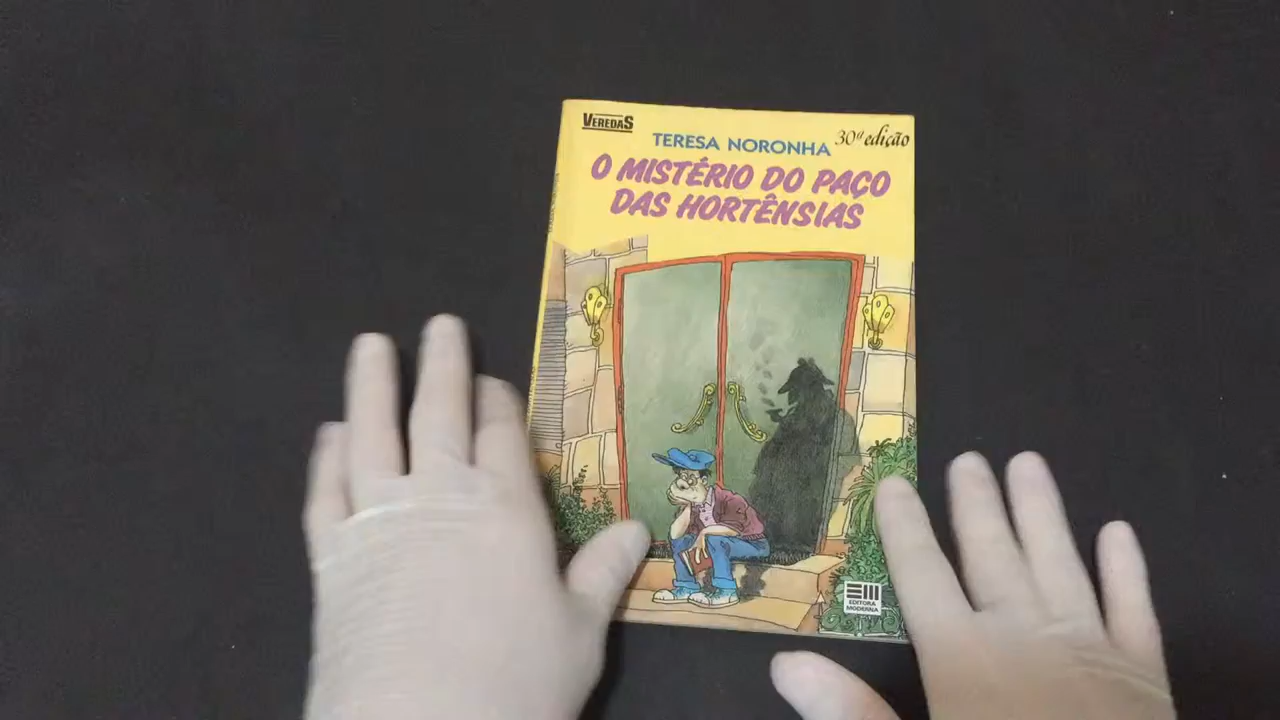 VEREDAS
TERESA NORONHA
30ª edição
O MISTÉRIO DO PAÇO
DAS HORTÊNSIAS
EDITORA
MODERNA